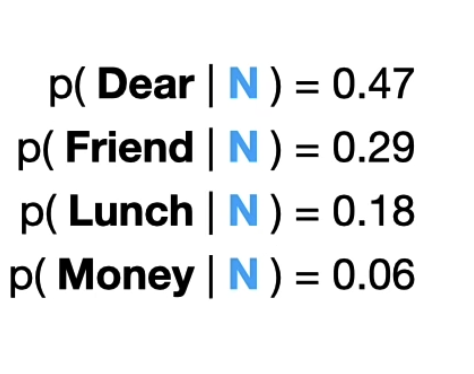 p( Dear | N ) = 0.47
p( Friend | N ) = 0.29
p( Lunch | N ) = 0.18
p( Money | N ) = 0.06